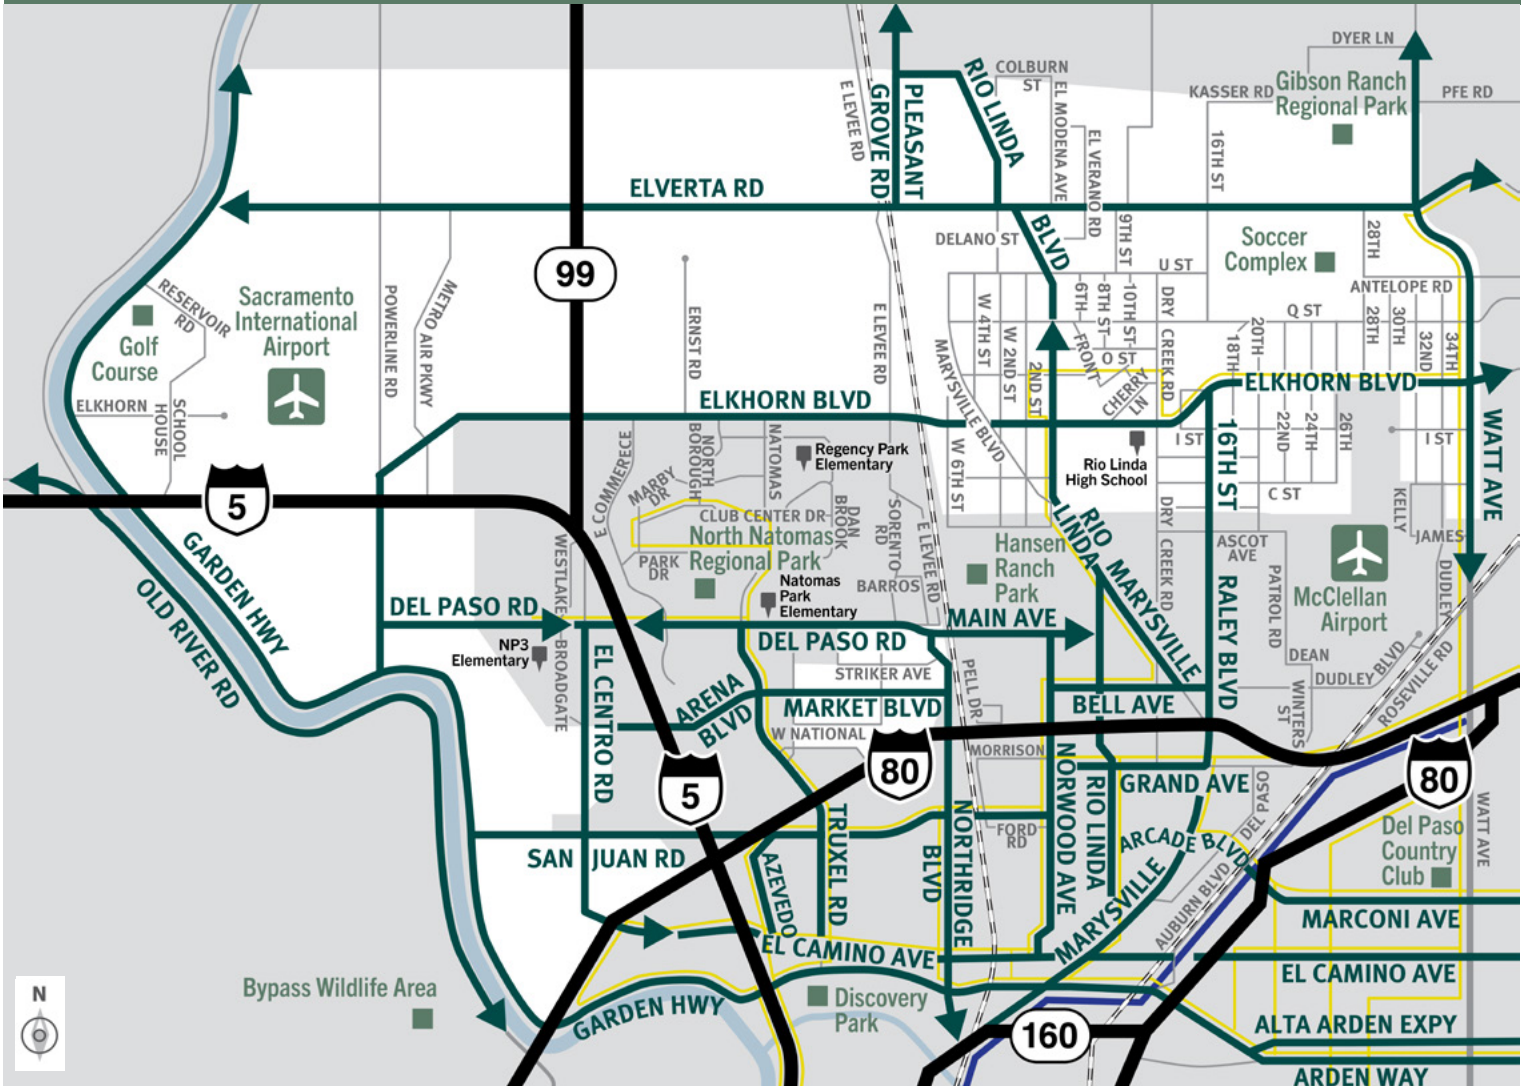 DYER LN
COLBURN
ST
KASSER RD
Gibson Ranch
Regional Park
PFE RD
E LEVEE RD
PLEASANT
GROVE RD
RIO LINDA
BLVD
EL MODENA AVE
EL VERANO RD
16TH ST
ELVERTA RD
DELANO ST
9TH ST
28TH
Soccer
Complex
U ST
99
RESERVOIR
RD
Sacramento
International
Airport
Golf
Course
POWERLINE RD
METRO AIR PKWY
ERNST RD
E LEVEE RD
W 4TH ST
W 2ND ST
2ND ST
6TH
8TH ST
10TH ST
FRONT
O ST
CHERRY
LN
DRY
CREEK RD
ANTELOPE RD
Q ST
18TH
20TH
28TH
30TH
32ND
34TH
MARYSVILLE BLVD
ELKHORN BLVD
ELKHORN BLVD
ELKHORN
SCHOOL
HOUSE
W 6TH ST
I ST
22ND
24TH
26TH
I ST
WATT AVE
Rio Linda
High School
Regency Park
Elementary
E COMMERECE
NORTH
BOROUGH
NATOMAS
MARBY
DR
CLUB CENTER DR
DAN
BROOK
SORENTO
RD
E LEVEE RD
5
C ST
KELLY
16TH ST
JAMES
GARDEN HWY
OLD RIVER RD
WESTLAKE
North Natomas
Regional Park
PARK
DR
Natomas
Park
Elementary
BARROS
Hansen
Ranch
Park
RIO
LINDA
MARYSVILLE
DRY
CREEK RD
ASCOT
AVE
RALEY BLVD
PATROL RD
McClellan
Airport
DUDLEY
DEL PASO RD
MAIN AVE
DEL PASO RD
NP3
Elementary
BROADGATE
EL CENTRO RD
STRIKER AVE
PELL DR
DEAN
DUDLEY BLVD
ROSEVILLE RD
WINTERS
ST
ARENA
BLVD
MARKET BLVD
BELL AVE
W NATIONAL
MORRISON
5
80
80
NORWOOD AVE
RIO LINDA
GRAND AVE
DEL PASO
WATT AVE
TRUXEL RD
NORTHRIDGE
BLVD
FORD
RD
ARCADE BLVD
Del Paso
Country
Club
SAN JUAN RD
AZEVEDO
MARYSVILLE
AUBURN BLVD
MARCONI AVE
EL CAMINO AVE
EL CAMINO AVE
N
Bypass Wildlife Area
GARDEN HWY
Discovery
Park
160
ALTA ARDEN EXPY
ARDEN WAY